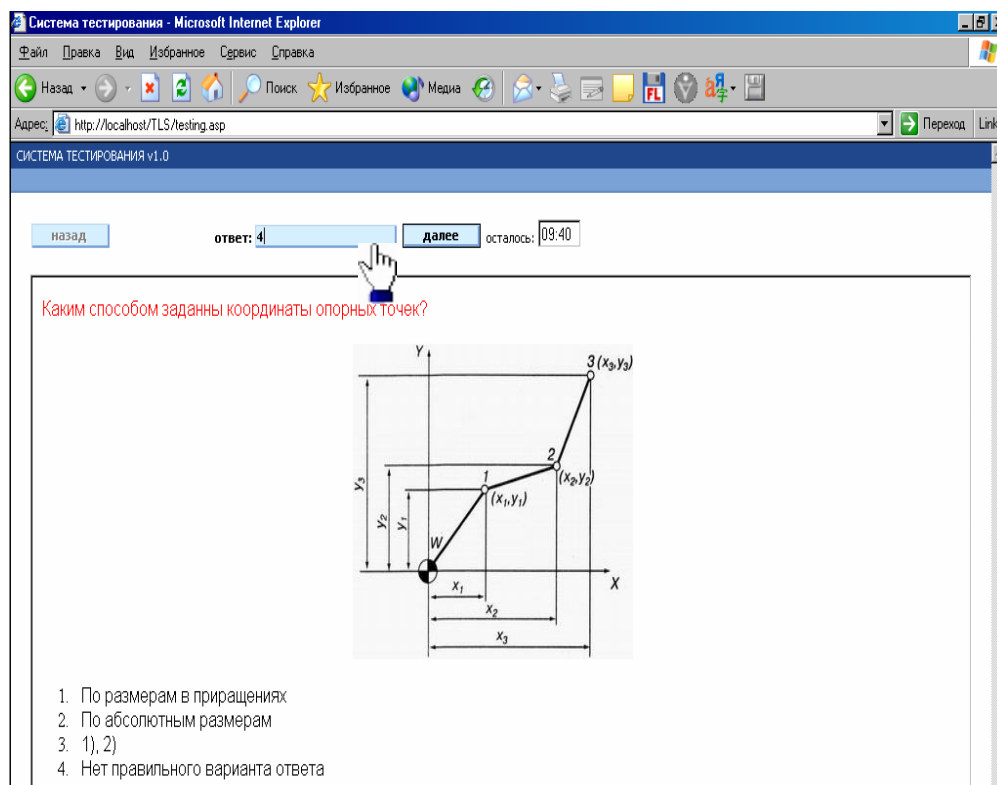 Система тестирования - Microsoft Internet Explorer
Файл Правка Вид Избранное Сервис Справка
Назад Поиск Избранное Медиа
Адрес: http://localhost/TLS/testing.asp Переход Link
СИСТЕМА ТЕСТИРОВАНИЯ v1.0
назад ответ: 4 далее осталось: 09:40
Каким способом заданны координаты опорных точек?
Y
3 (x3,y3)
2
(x2,y2)
1
(x1,y1)
y3
y2
y1
W
X
x1
x2
x3
1. По размерам в приращениях
2. По абсолютным размерам
3. 1), 2)
4. Нет правильного варианта ответа